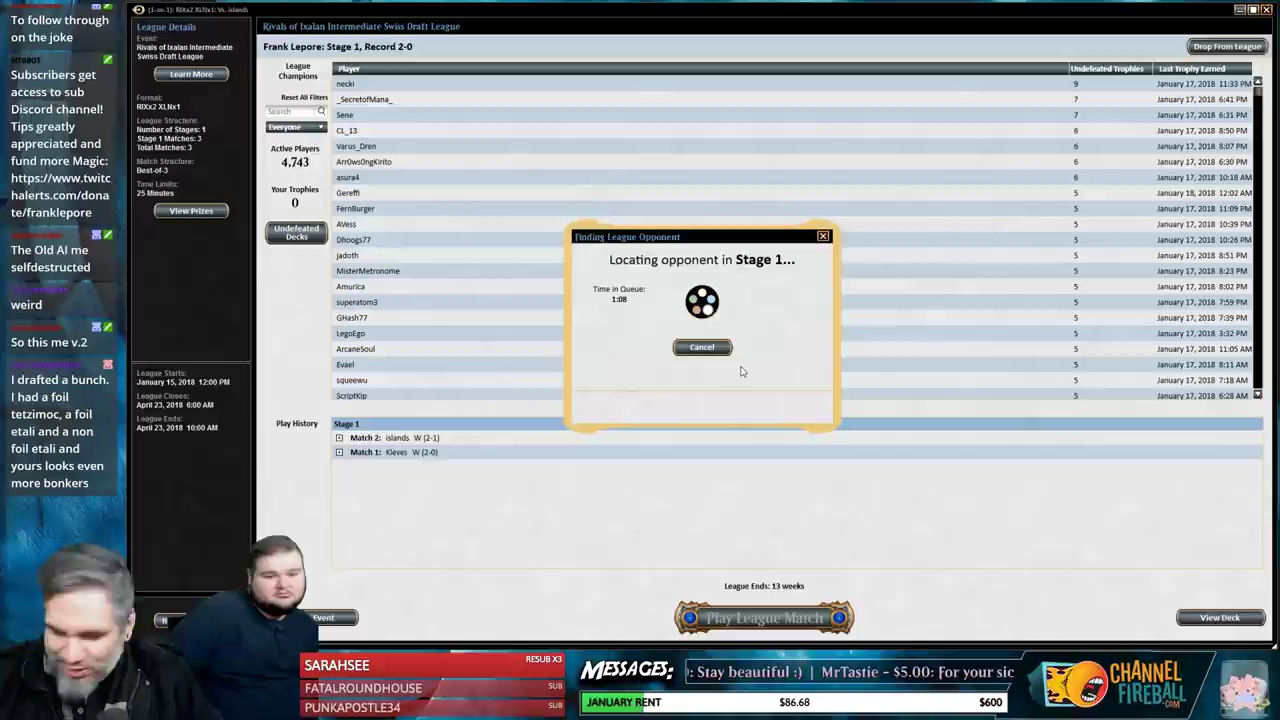 To follow through
on the joke
MTGBOT
Subscribers get
access to sub
Discord channel!
Tips greatly
appreciated and
fund more Magic:
https://www.twitc
halerts.com/dona
te/franklepore
The Old AI me
selfdestructed
weird
So this me v.2
I drafted a bunch.
I had a foil
tetzimoc, a foil
etali and a non
foil etali and
yours looks even
more bonkers
(1-on-1): RIXx2 XLNx1: Vs. islands
League Details
Event:
Rivals of Ixalan Intermediate
Swiss Draft League
Learn More
Format:
RIXx2 XLNx1
League Structure:
Number of Stages: 1
Stage 1 Matches: 3
Total Matches: 3
Match Structure:
Best-of-3
Time Limits:
25 Minutes
View Prizes
League Starts:
January 15, 2018 12:00 PM
League Closes:
April 23, 2018 6:00 AM
League Ends:
April 23, 2018 10:00 AM
Rivals of Ixalan Intermediate Swiss Draft League
Frank Lepore: Stage 1, Record 2-0
Drop From League
League
Champions
Reset All Filters
Search
Everyone
Active Players
4,743
Your Trophies
0
Undefeated
Decks
Player Undefeated Trophies Last Trophy Earned
necki 9 January 17, 2018 11:33 PM
_SecretofMana_ 7 January 17, 2018 6:41 PM
Sene 7 January 17, 2018 6:31 PM
CL_13 6 January 17, 2018 8:50 PM
Varus_Dren 6 January 17, 2018 8:07 PM
Arr0ws0ngKirito 6 January 17, 2018 6:30 PM
asura4 6 January 17, 2018 10:18 AM
Gereffi 5 January 18, 2018 12:02 AM
FernBurger 5 January 17, 2018 11:09 PM
AVess 5 January 17, 2018 10:39 PM
Dhoogs77 5 January 17, 2018 10:26 PM
jadoth 5 January 17, 2018 8:51 PM
MisterMetronome 5 January 17, 2018 8:23 PM
Amurica 5 January 17, 2018 8:02 PM
superatom3 5 January 17, 2018 7:59 PM
GHash77 5 January 17, 2018 7:39 PM
LegoEgo 5 January 17, 2018 3:32 PM
ArcaneSoul 5 January 17, 2018 11:05 AM
Evael 5 January 17, 2018 8:11 AM
squeewu 5 January 17, 2018 7:18 AM
ScriptKip 5 January 17, 2018 6:28 AM
Finding League Opponent
Locating opponent in Stage 1...
Time in Queue:
1:08
Cancel
Play History
Stage 1
Match 2: islands W (2-1)
Match 1: Kleves W (2-0)
League Ends: 13 weeks
Event
Play League Match
View Deck
SARAHSEE RESUB X3
FATALROUNDHOUSE SUB
PUNKAPOSTLE34 SUB
MESSAGES:
: Stay beautiful :) | MrTastie - $5.00: For your sic
JANUARY RENT $86.68 $600
CHANNEL
FIREBALL
.COM